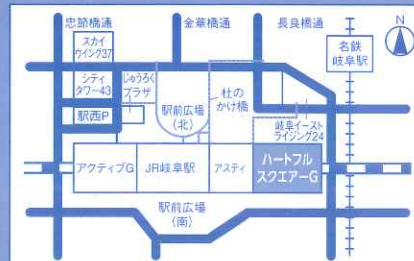 忠節橋通
金華橋通
長良橋通
スカイ
ウイング37
名鉄
岐阜駅
N
シティ
タワー43
じゅうろく
プラザ
駅西P
駅前広場
(北)
杜の
かけ橋
岐阜イースト
ライジング24
アクティブG
JR岐阜駅
アスティ
ハートフル
スクエアーG
駅前広場
(南)